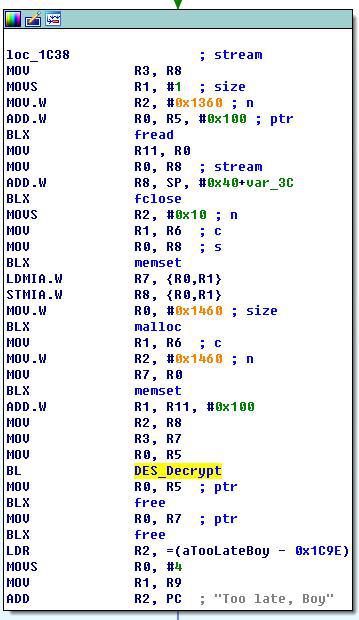 loc_1C38 ; stream
MOV R3, R8
MOVS R1, #1 ; size
MOV.W R2, #0x1360 ; n
ADD.W R0, R5, #0x100 ; ptr
BLX fread
MOV R11, R0
MOV R0, R8 ; stream
ADD.W R8, SP, #0x40+var_3C
BLX fclose
MOVS R2, #0x10 ; n
MOV R1, R6 ; c
MOV R0, R8 ; s
BLX memset
LDMIA.W R7, {R0,R1}
STMIA.W R8, {R0,R1}
MOV.W R0, #0x1460 ; size
BLX malloc
MOV R1, R6 ; c
MOV.W R2, #0x1460 ; n
MOV R7, R0
BLX memset
ADD.W R1, R11, #0x100
MOV R2, R8
MOV R3, R7
MOV R0, R5
BL DES_Decrypt
MOV R0, R5 ; ptr
BLX free
MOV R0, R7 ; ptr
BLX free
LDR R2, =(aTooLateBoy - 0x1C9E)
MOVS R0, #4
MOV R1, R9
ADD R2, PC ; "Too late, Boy"